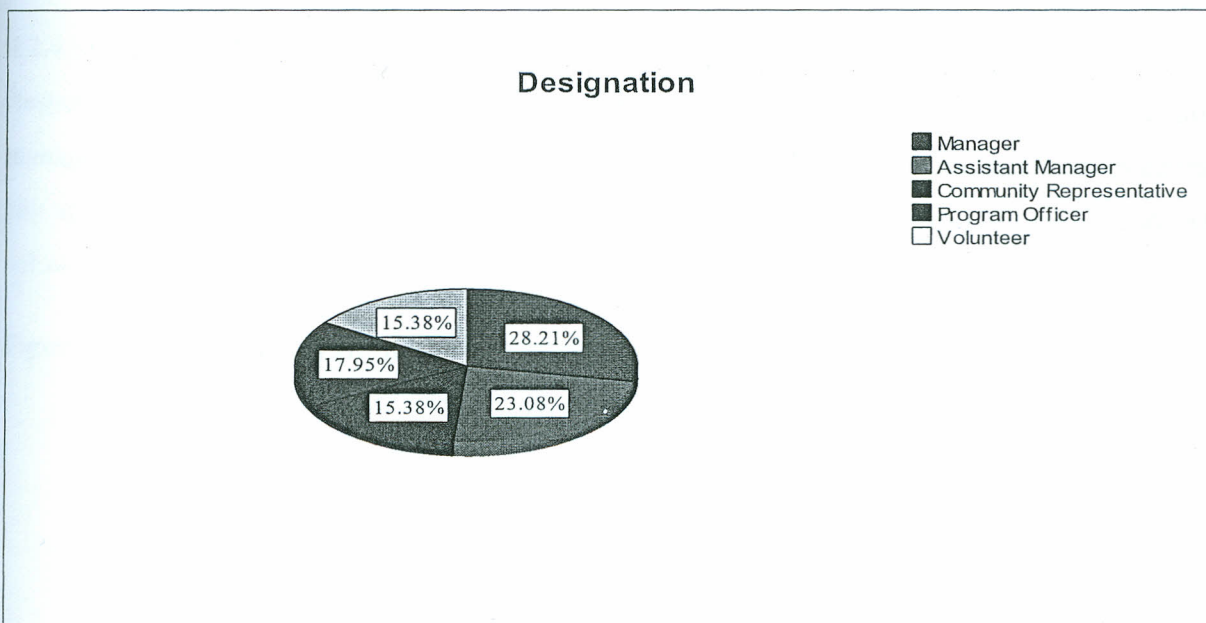 Designation
Manager
Assistant Manager
Community Representative
Program Officer
Volunteer
15.38%
28.21%
17.95%
15.38%
23.08%